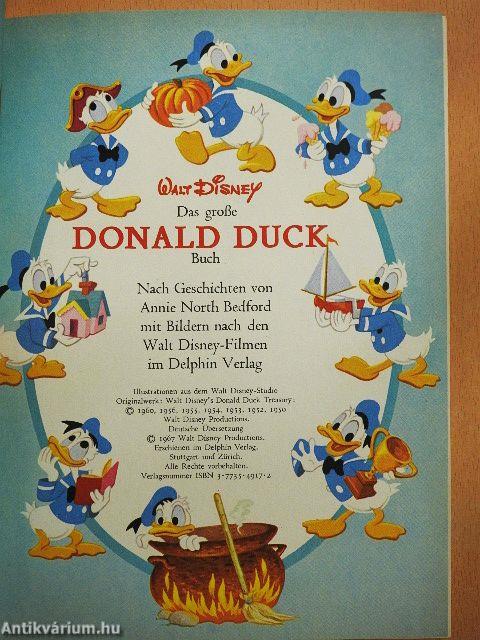 WALT DISNEY
Das große
DONALD DUCK
Buch
Nach Geschichten von
Annie North Bedford
mit Bildern nach den
Walt Disney-Filmen
im Delphin Verlag
Illustrationen aus dem Walt Disney-Studio
Originalwerk: Walt Disney's Donald Duck Treasury:
© 1960, 1956, 1955, 1954, 1953, 1952, 1950
Walt Disney Productions.
Deutsche Übersetzung
© 1967 Walt Disney Productions.
Erschienen im Delphin Verlag,
Stuttgart und Zürich.
Alle Rechte vorbehalten.
Verlagsnummer ISBN 3-7735-4917-2
Antikvárium.hu